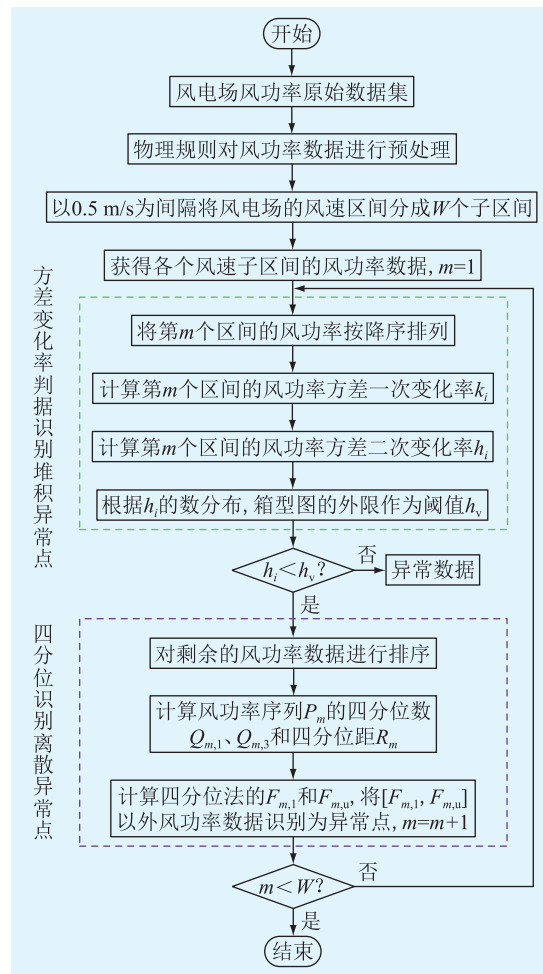 开始
风电场风功率原始数据集
物理规则对风功率数据进行预处理
以0.5 m/s为间隔将风电场的风速区间分成W个子区间
获得各个风速子区间的风功率数据, m=1
方差变化率判据识别堆积异常点
将第m个区间的风功率按降序排列
计算第m个区间的风功率方差一次变化率kᵢ
计算第m个区间的风功率方差二次变化率hᵢ
根据hᵢ的数分布, 箱型图的外限作为阈值hᵥ
hᵢ<hᵥ?
否
异常数据
是
四分位识别离散异常点
对剩余的风功率数据进行排序
计算风功率序列Pₘ的四分位数
Qₘ,₁、Qₘ,₃和四分位距Rₘ
计算四分位法的Fₘ,₁和Fₘ,ᵤ, 将[Fₘ,₁, Fₘ,ᵤ]
以外风功率数据识别为异常点, m=m+1
m<W?
否
是
结束